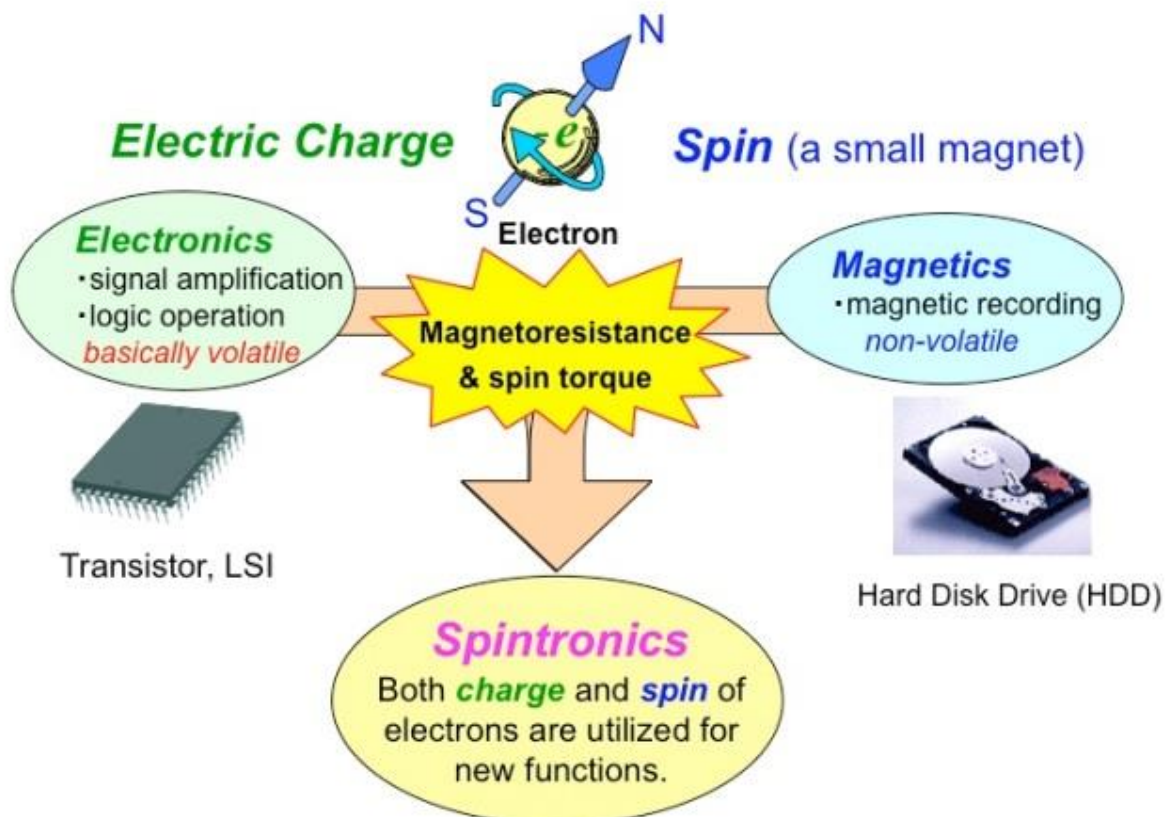 N
Electric Charge
-e
Spin (a small magnet)
S
Electron
Electronics
・signal amplification
・logic operation
basically volatile
Magnetoresistance
& spin torque
Magnetics
・magnetic recording
non-volatile
Transistor, LSI
Hard Disk Drive (HDD)
Spintronics
Both charge and spin of
electrons are utilized for
new functions.